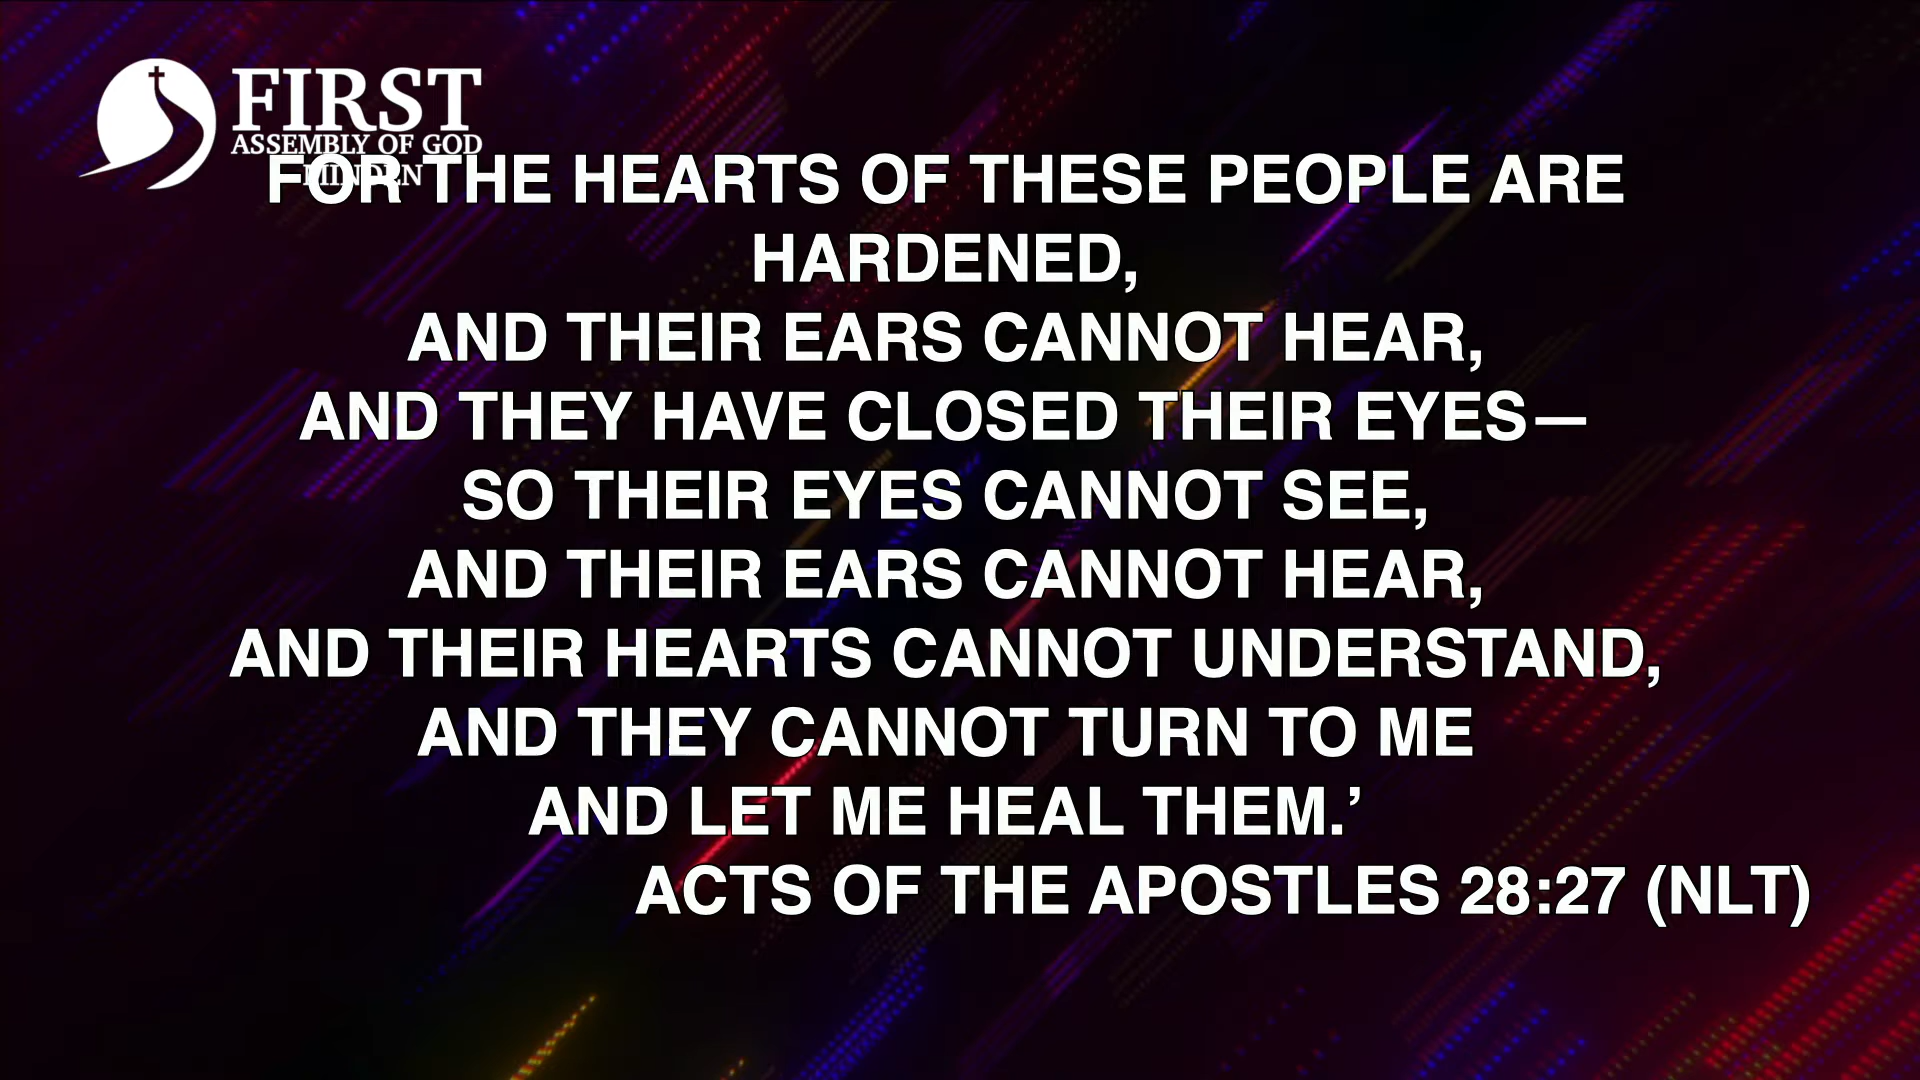 FIRST
ASSEMBLY OF GOD
MINDEN
FOR THE HEARTS OF THESE PEOPLE ARE
HARDENED,
AND THEIR EARS CANNOT HEAR,
AND THEY HAVE CLOSED THEIR EYES—
SO THEIR EYES CANNOT SEE,
AND THEIR EARS CANNOT HEAR,
AND THEIR HEARTS CANNOT UNDERSTAND,
AND THEY CANNOT TURN TO ME
AND LET ME HEAL THEM.’
ACTS OF THE APOSTLES 28:27 (NLT)